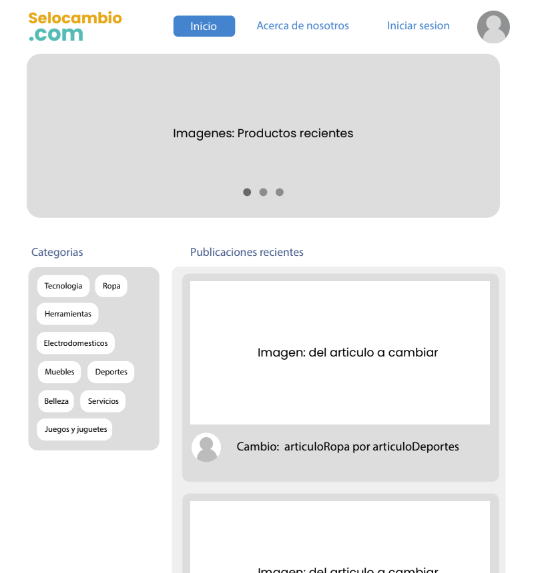 Selocambio
.com
Inicio
Acerca de nosotros
Iniciar sesion
Imagenes: Productos recientes
Categorias
Publicaciones recientes
Tecnologia
Ropa
Herramientas
Electrodomesticos
Muebles
Deportes
Belleza
Servicios
Juegos y juguetes
Imagen: del articulo a cambiar
Cambio: articuloRopa por articuloDeportes
Imagen: del articulo a cambiar